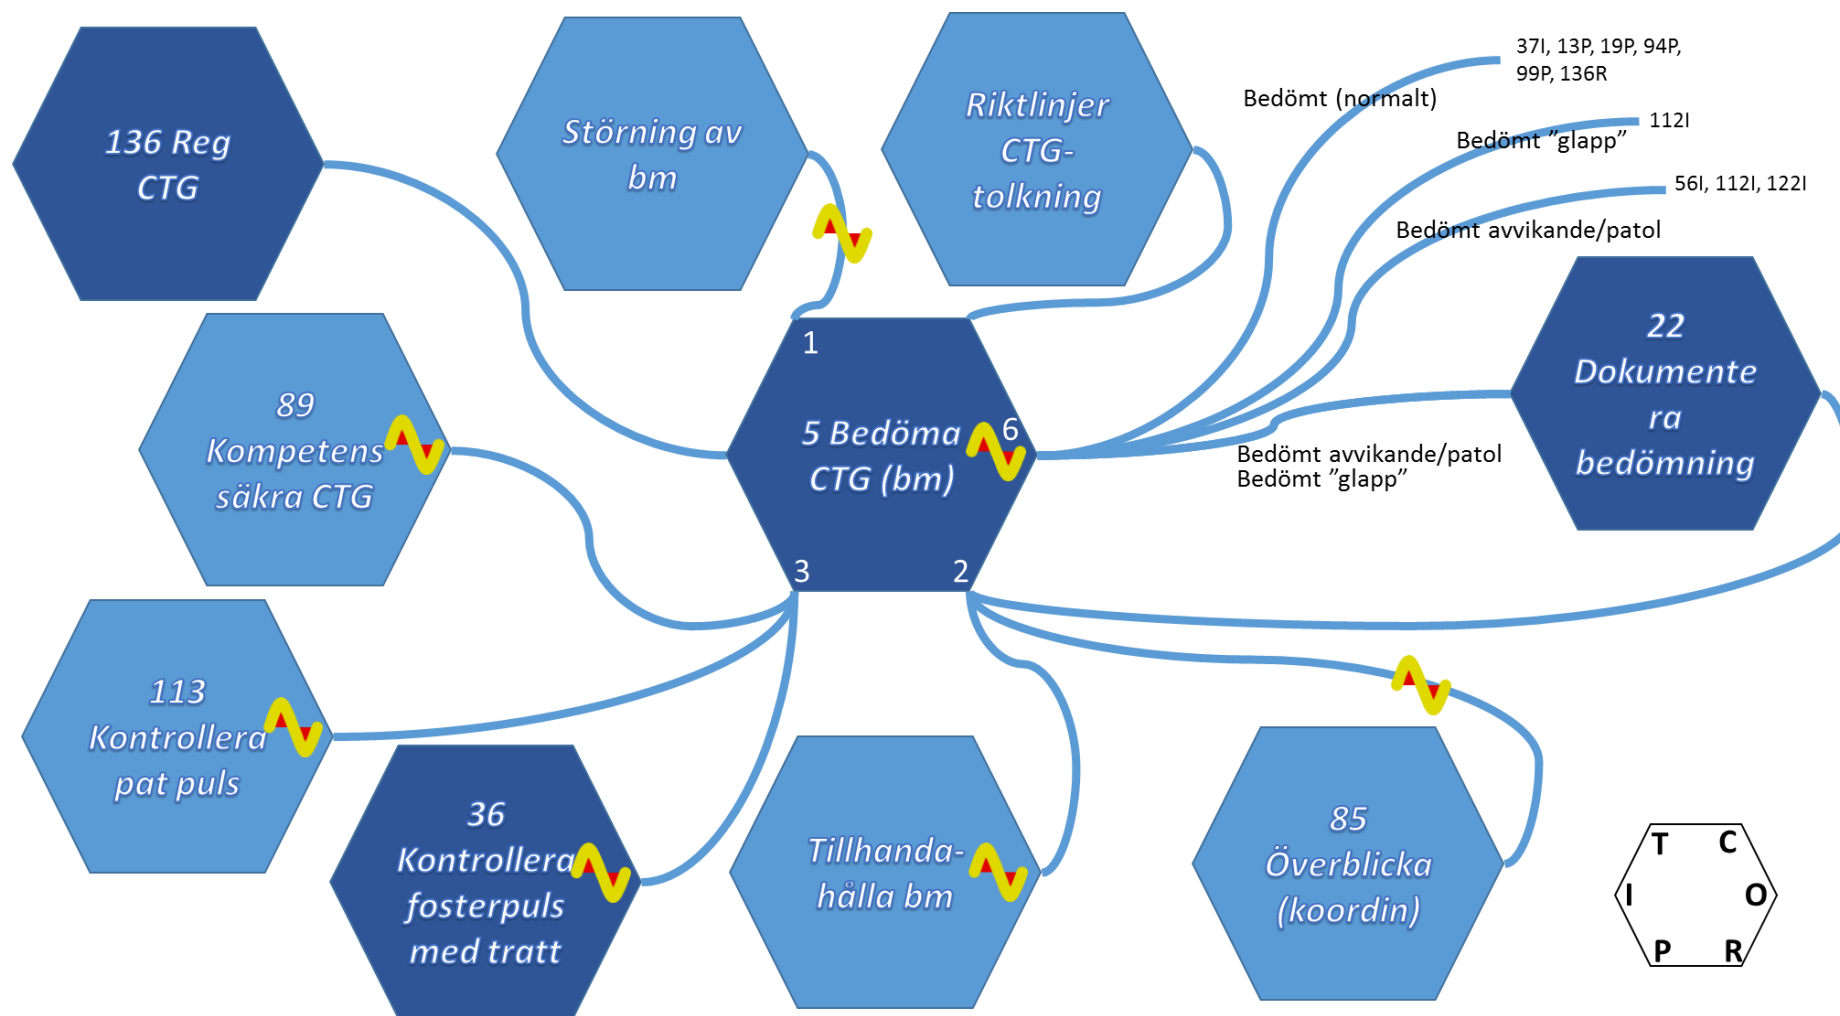 136 Reg
CTG
Störning av
bm
Riktlinjer
CTG-
tolkning
Bedömt (normalt)
37I, 13P, 19P, 94P,
99P, 136R
Bedömt ”glapp”
112I
56I, 112I, 122I
Bedömt avvikande/patol
89
Kompetens
säkra CTG
1
5 Bedöma
CTG (bm)
6
3
2
Bedömt avvikande/patol
Bedömt ”glapp”
22
Dokumente
ra
bedömning
113
Kontrollera
pat puls
36
Kontrollera
fosterpuls
med tratt
Tillhanda-
hålla bm
85
Överblicka
(koordin)
T C
I O
P R